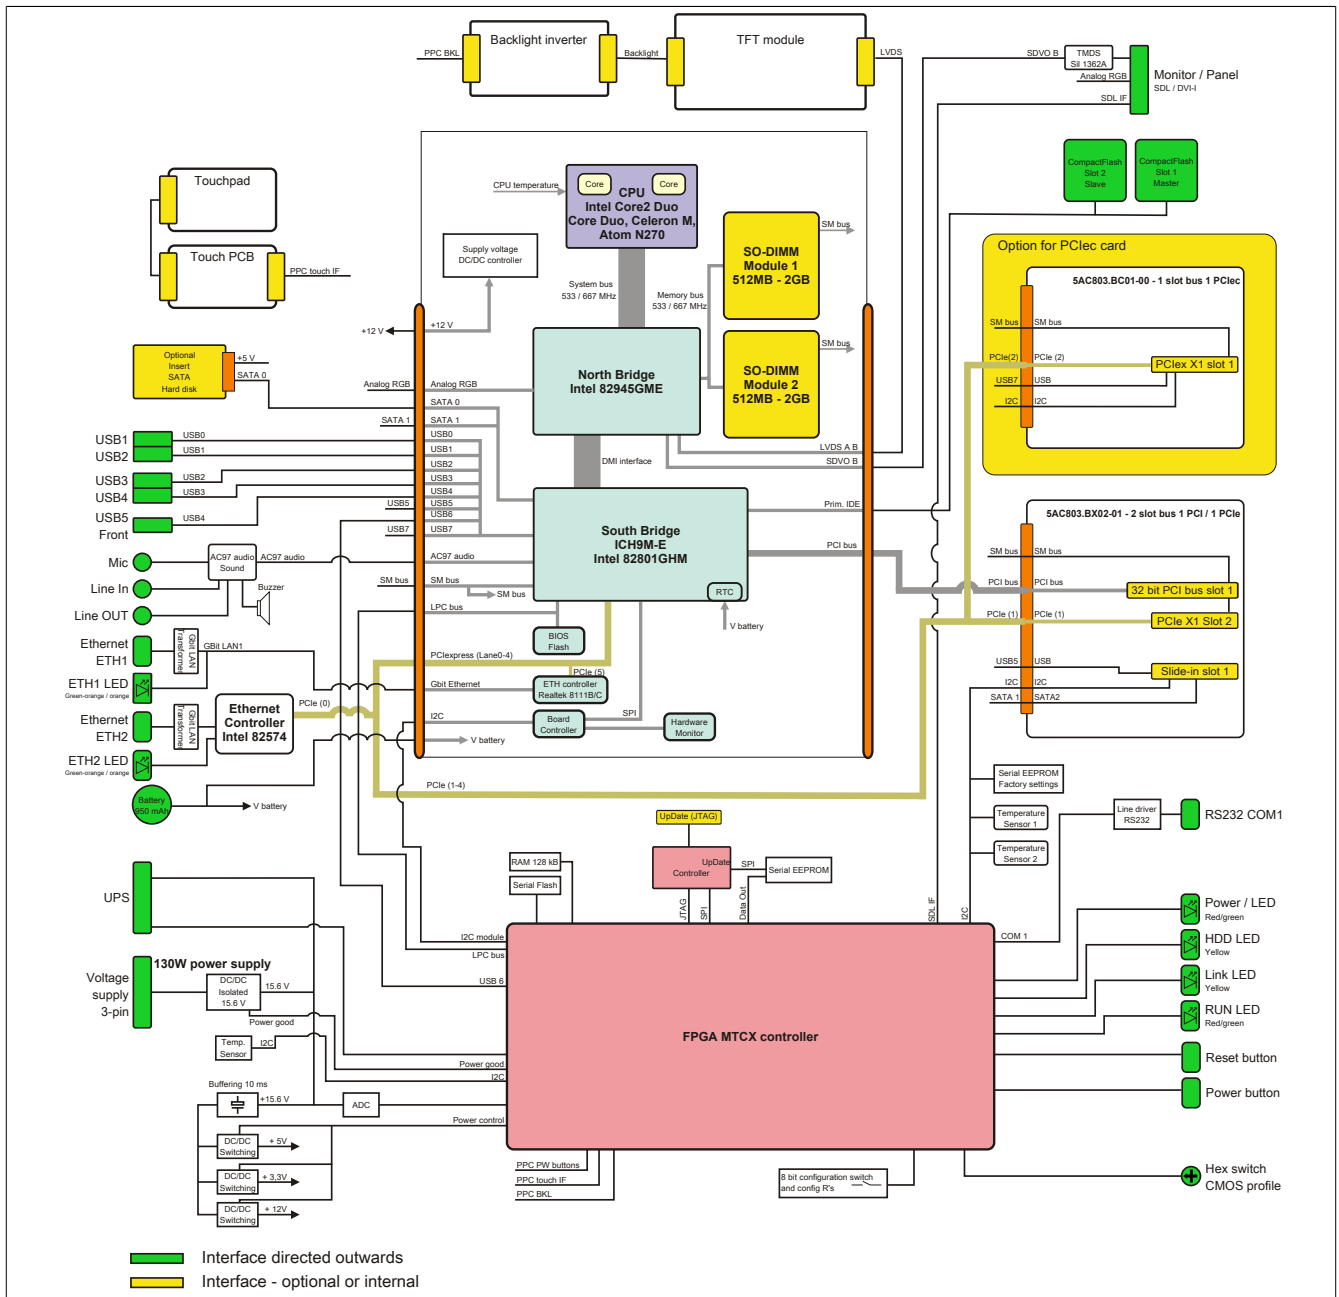 PPC BKL
Backlight inverter
Backlight
TFT module
LVDS
SDVO B
TMDS
Sil 1362A
Analog RGB
SDL IF
Monitor / Panel
SDL / DVI-I
CompactFlash
Slot 2
Slave
CompactFlash
Slot 1
Master
Touchpad
Touch PCB
PPC touch IF
CPU temperature
Core
Core
CPU
Intel Core2 Duo
Core Duo, Celeron M,
Atom N270
Supply voltage
DC/DC controller
System bus
533 / 667 MHz
Memory bus
533 / 667 MHz
SO-DIMM
Module 1
512MB - 2GB
SM bus
SO-DIMM
Module 2
512MB - 2GB
SM bus
Option for PCIec card
5AC803.BC01-00 - 1 slot bus 1 PCIec
SM bus
SM bus
PCIe(2)
PCIe (2)
PCIex X1 slot 1
USB7
USB
I2C
I2C
+12 V
+12 V
Optional
Insert
SATA
Hard disk
+5 V
SATA 0
Analog RGB
Analog RGB
SATA 0
SATA 1
SATA 1
North Bridge
Intel 82945GME
LVDS A B
SDVO B
DMI interface
USB1
USB0
USB2
USB1
USB3
USB2
USB4
USB3
USB5
Front
USB4
USB0
USB1
USB2
USB3
USB4
USB5
USB5
USB6
USB7
USB7
South Bridge
ICH9M-E
Intel 82801GHM
Prim. IDE
PCI bus
RTC
V battery
5AC803.BX02-01 - 2 slot bus 1 PCI / 1 PCIe
SM bus
SM bus
PCI bus
PCI bus
32 bit PCI bus slot 1
PCIe (1)
PCIe (1)
PCIe X1 Slot 2
USB5
USB
Slide-in slot 1
I2C
I2C
SATA 1
SATA2
Mic
AC97 audio
Sound
AC97 audio
AC97 audio
Line In
Buzzer
Line OUT
SM bus
SM bus
SM bus
LPC bus
BIOS
Flash
Ethernet
ETH1
Gbit LAN
Transformer
GBit LAN1
PCIexpress (Lane0-4)
PCIe (5)
Gbit Ethernet
ETH controller
Realtek 8111B/C
ETH1 LED
Green-orange / orange
Ethernet
ETH2
Gbit LAN
Transformer
Ethernet
Controller
Intel 82574
PCIe (0)
I2C
Board
Controller
SPI
Hardware
Monitor
V battery
ETH2 LED
Green-orange / orange
Battery
950 mAh
V battery
PCIe (1-4)
Serial EEPROM
Factory settings
Temperature
Sensor 1
Temperature
Sensor 2
Line driver
RS232
RS232 COM1
UpDate (JTAG)
UpDate
Controller
SPI
Serial EEPROM
RAM 128 kB
Serial Flash
JTAG
SPI
Data Out
SDL IF
I2C
UPS
I2C module
LPC bus
USB 6
COM 1
Power / LED
Red/green
HDD LED
Yellow
Link LED
Yellow
RUN LED
Red/green
Reset button
Power button
130W power supply
Voltage
supply
3-pin
DC/DC
Isolated
15.6 V
15.6 V
Power good
Temp.
Sensor
I2C
FPGA MTCX controller
Power good
I2C
Buffering 10 ms
+15.6 V
ADC
Power control
DC/DC
Switching
+ 5V
DC/DC
Switching
+ 3,3V
DC/DC
Switching
+ 12V
PPC PW buttons
PPC touch IF
PPC BKL
8 bit configuration switch
and config R's
Hex switch
CMOS profile
Interface directed outwards
Interface - optional or internal